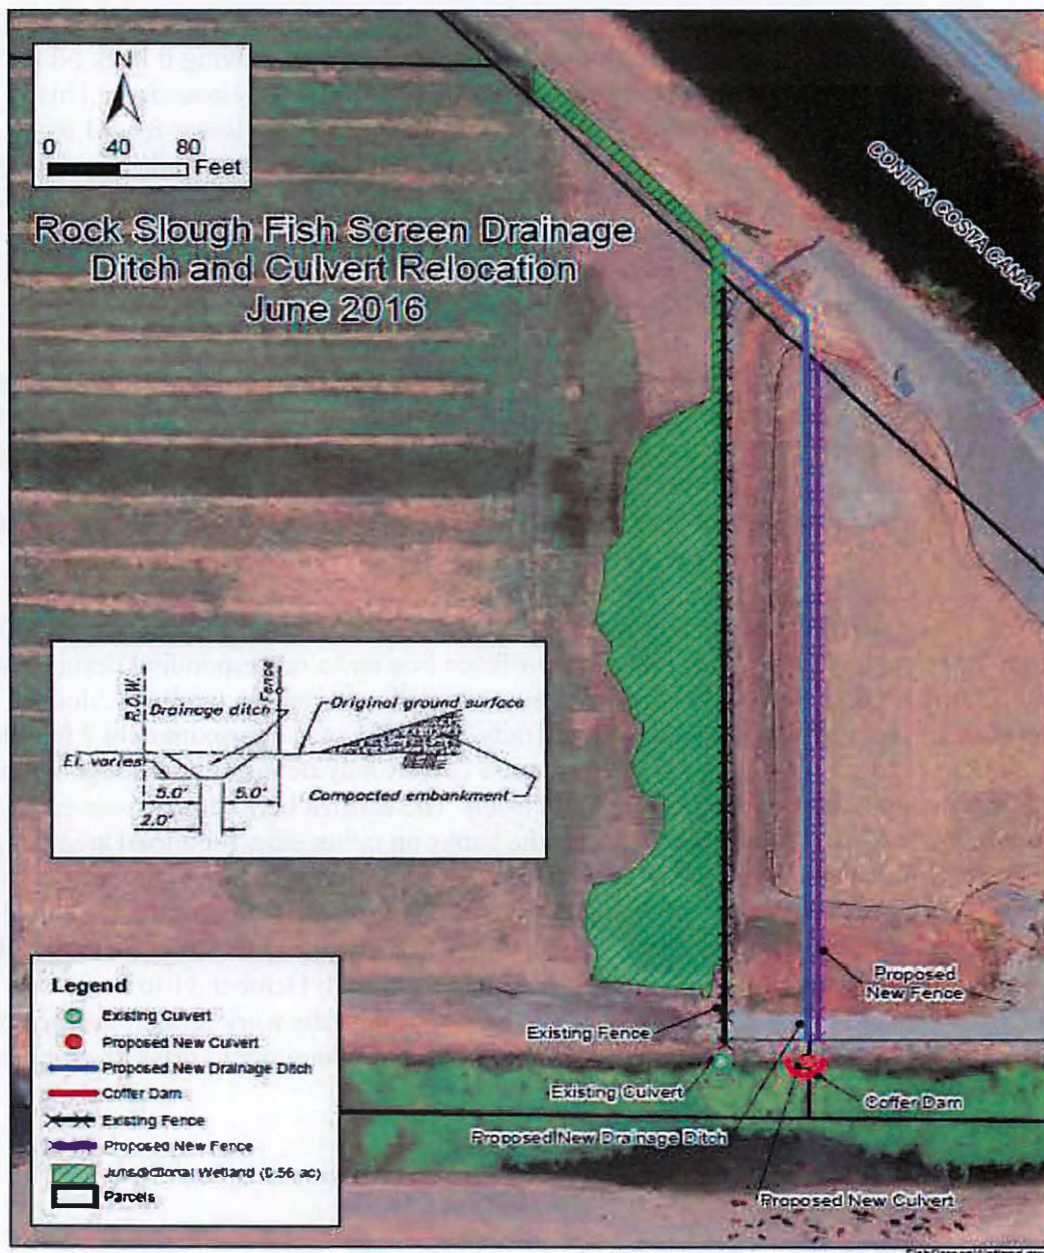 N
0 40 80
Feet
Rock Slough Fish Screen Drainage
Ditch and Culvert Relocation
June 2016
CONTRA COSTA CANAL
R.O.W.
Fence
Drainage ditch
Original ground surface
El. varies
5.0' 5.0'
2.0'
Compacted embankment
Legend
Existing Culvert
Proposed New Culvert
Proposed New Drainage Ditch
Coffer Dam
Existing Fence
Proposed New Fence
Jurisdictional Wetland (0.56 ac)
Parcels
Proposed
New Fence
Existing Fence
Existing Culvert
Coffer Dam
Proposed New Drainage Ditch
Proposed New Culvert